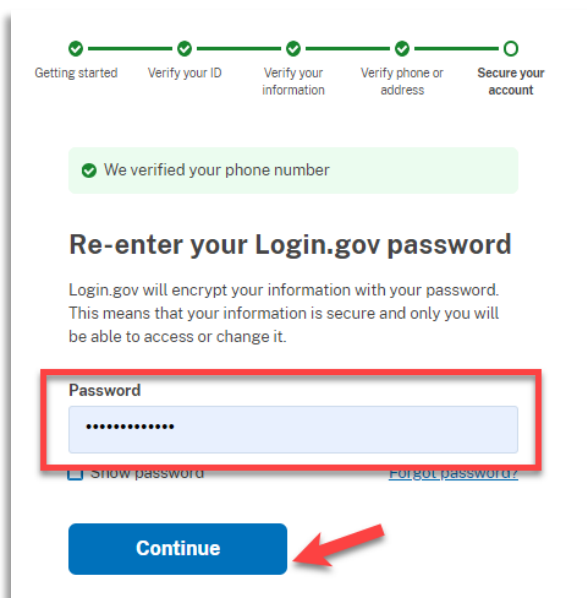 Getting started Verify your ID Verify your Verify phone or Secure your
information address account
We verified your phone number
Re-enter your Login.gov password
Login.gov will encrypt your information with your password.
This means that your information is secure and only you will
be able to access or change it.
Password
•••••••••••••
Show password Forgot password?
Continue